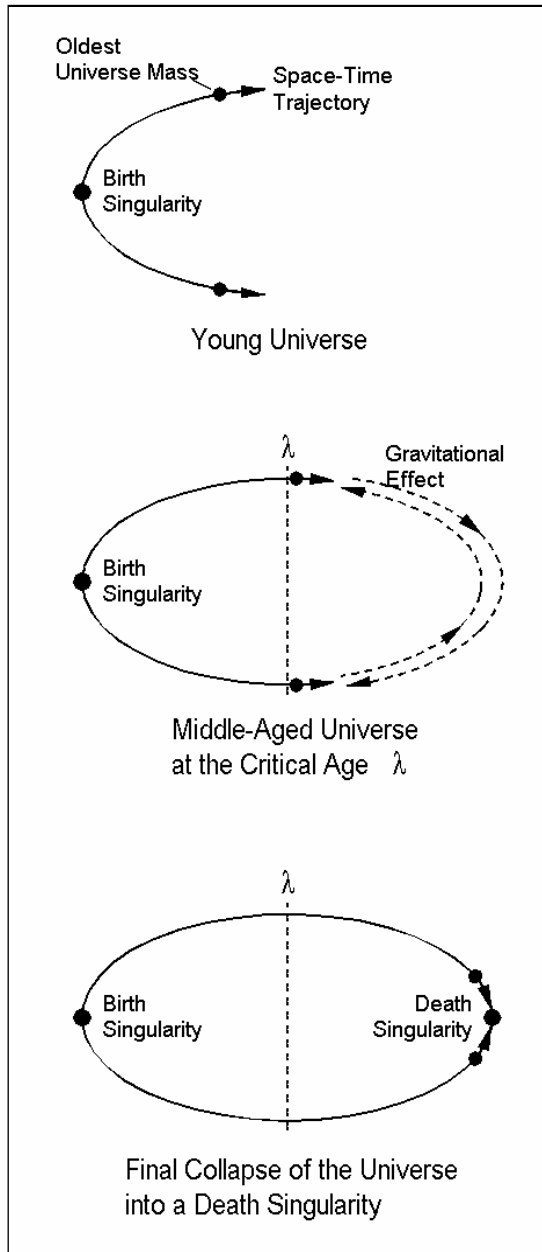 Oldest
Universe Mass
Space-Time
Trajectory
Birth
Singularity
Young Universe
λ
Gravitational
Effect
Birth
Singularity
Middle-Aged Universe
at the Critical Age λ
λ
Birth
Singularity
Death
Singularity
Final Collapse of the Universe
into a Death Singularity